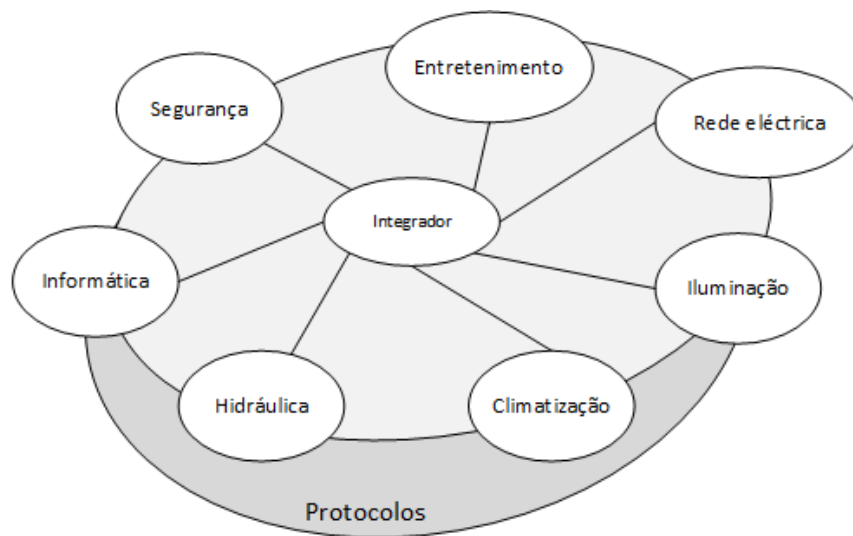 Entretenimento
Segurança
Rede eléctrica
Integrador
Informática
Iluminação
Hidráulica
Climatização
Protocolos